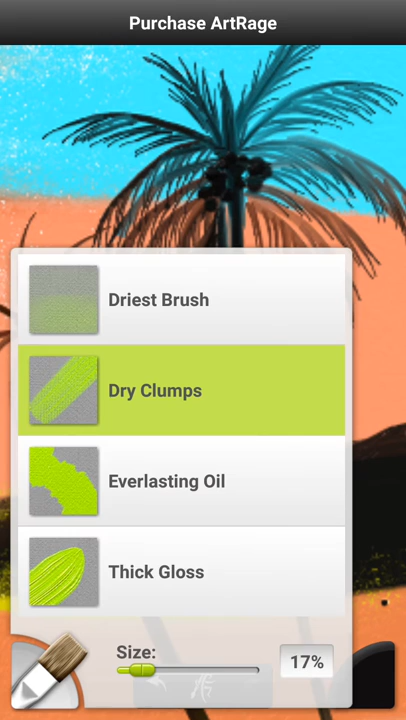 Purchase ArtRage
Driest Brush
Dry Clumps
Everlasting Oil
Thick Gloss
Size:
17%